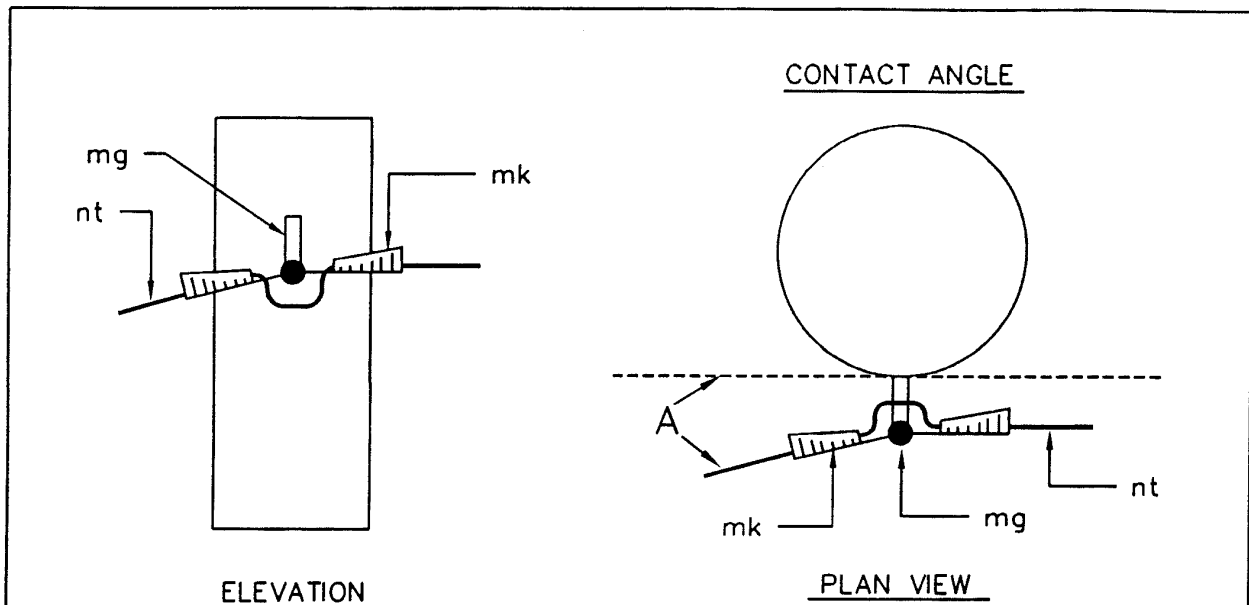 CONTACT ANGLE
mg
mk
nt
A
nt
mk
mg
ELEVATION
PLAN VIEW